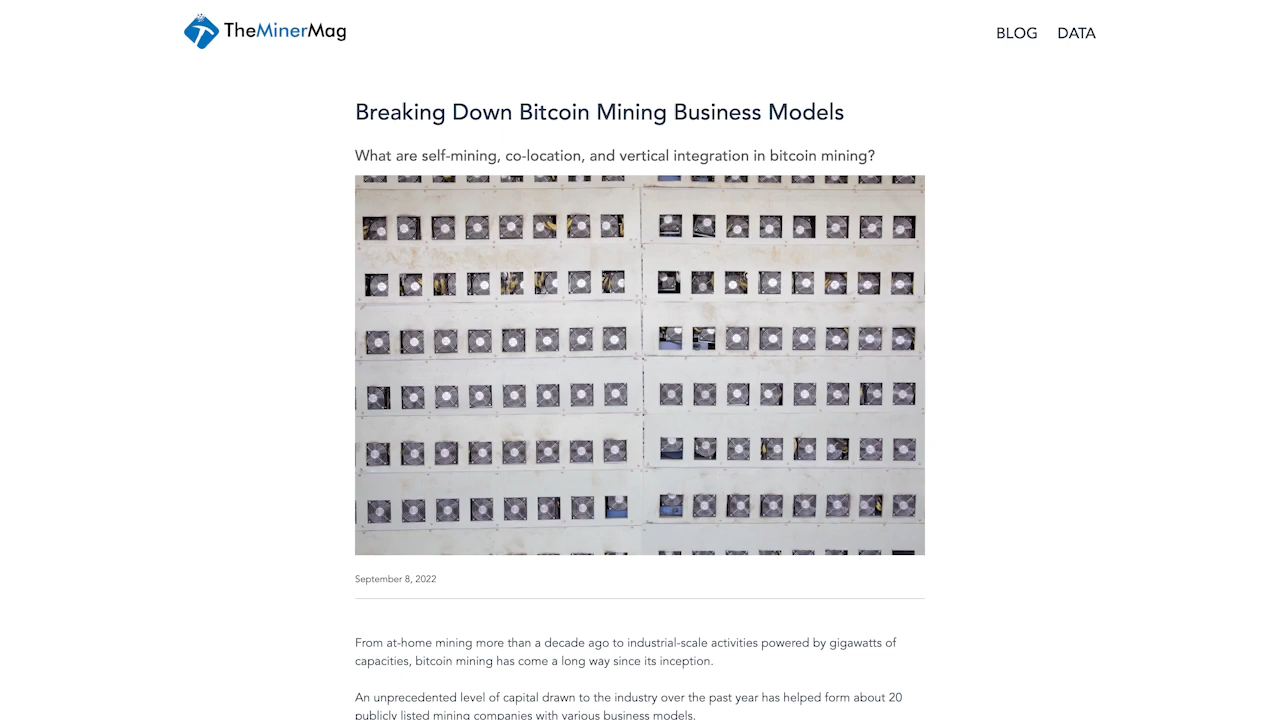 TheMinerMag
BLOG DATA
Breaking Down Bitcoin Mining Business Models
What are self-mining, co-location, and vertical integration in bitcoin mining?
September 8, 2022
From at-home mining more than a decade ago to industrial-scale activities powered by gigawatts of
capacities, bitcoin mining has come a long way since its inception.
An unprecedented level of capital drawn to the industry over the past year has helped form about 20
publicly listed mining companies with various business models.